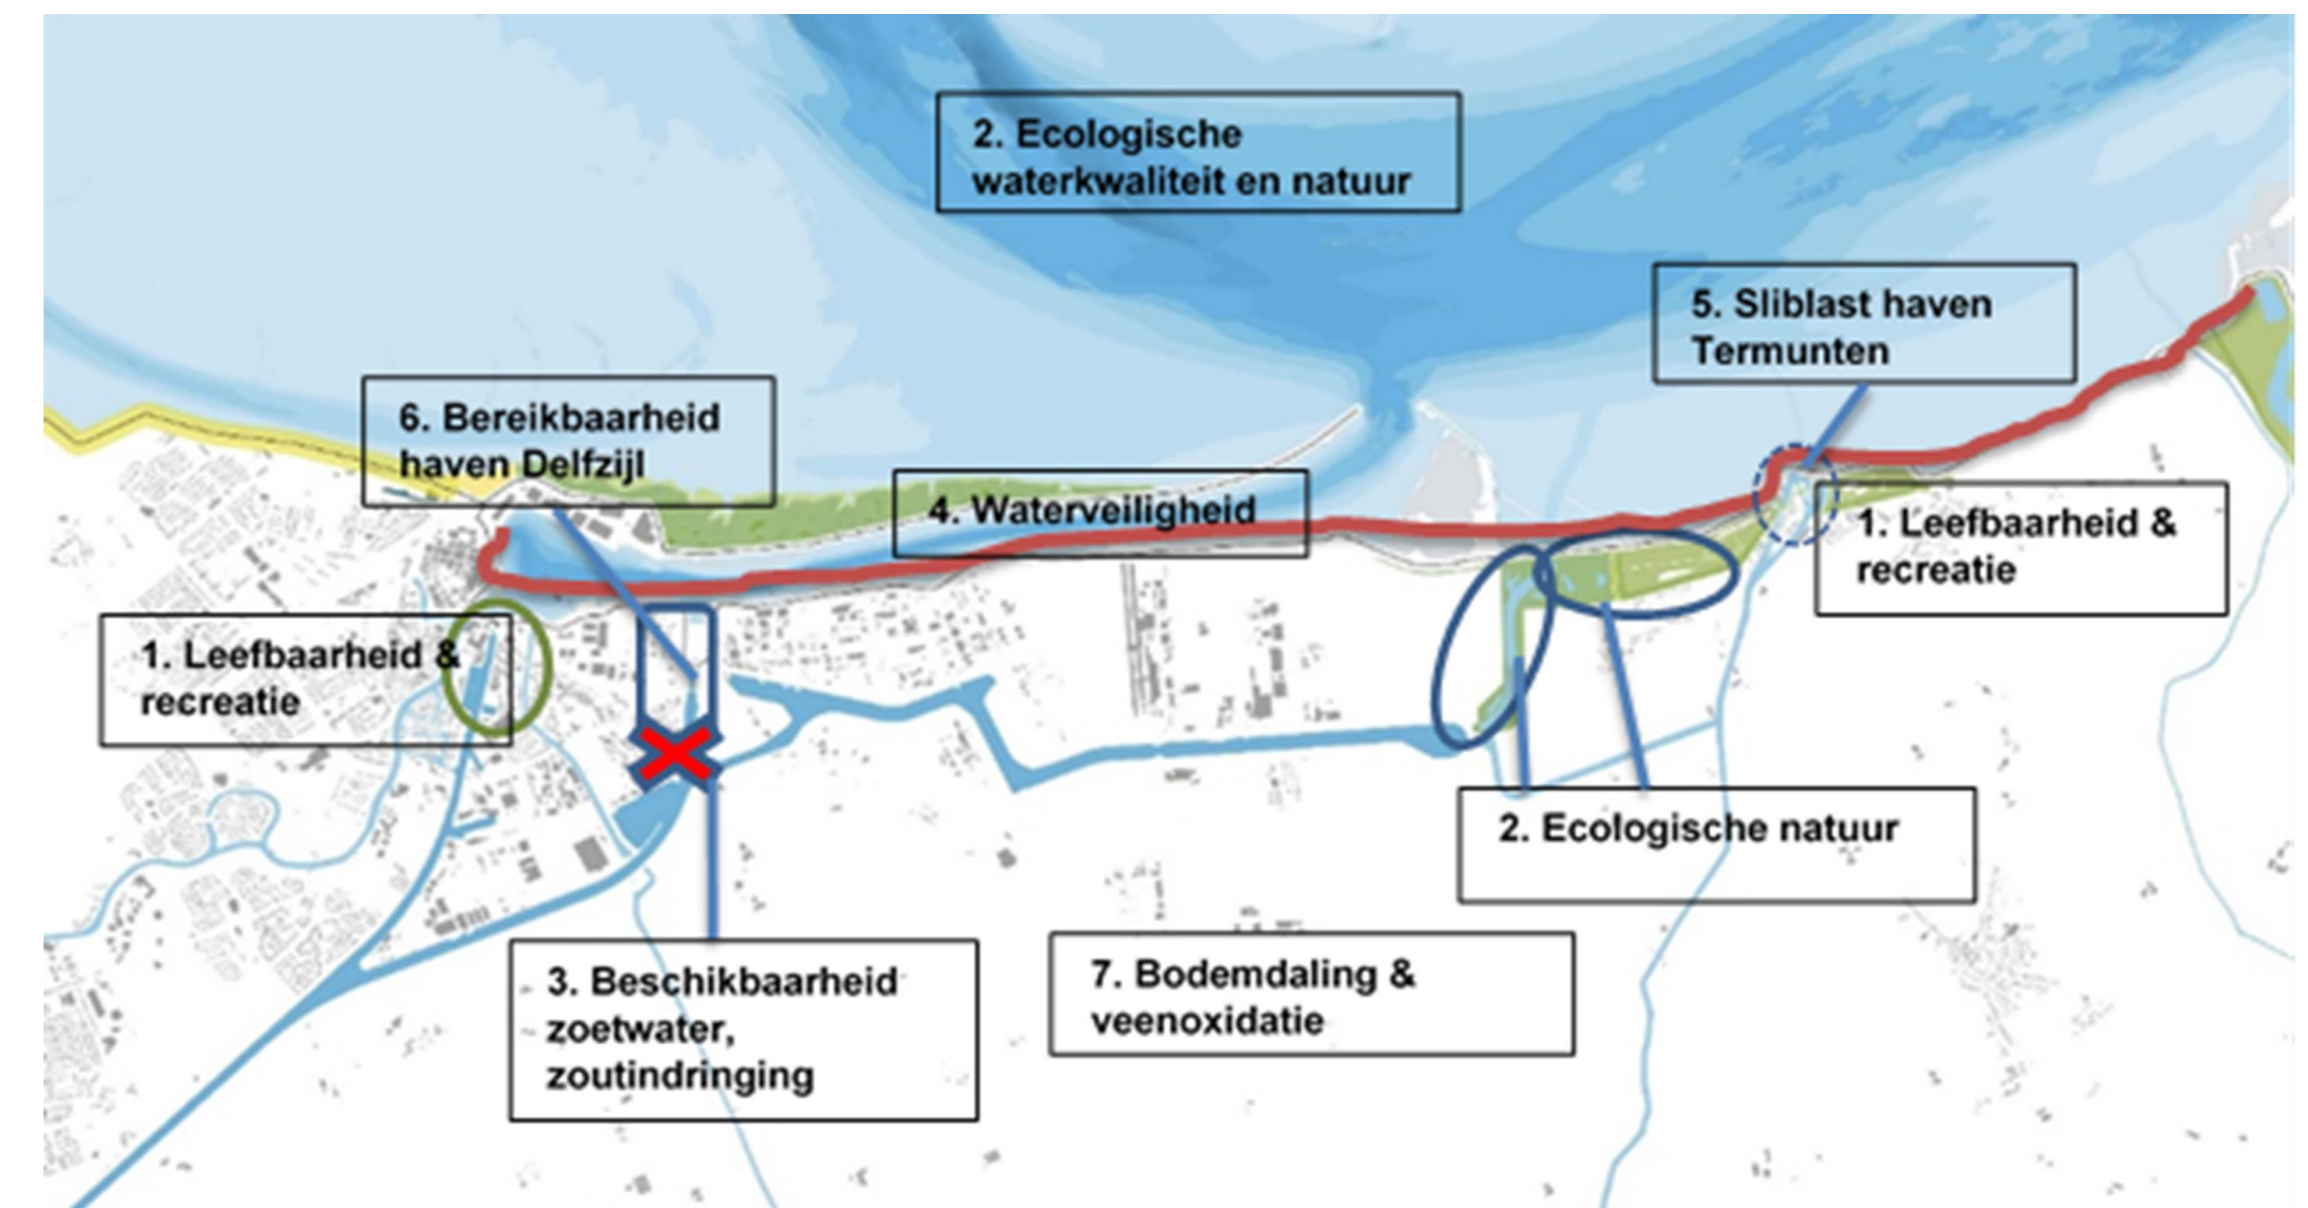 2. Ecologische
waterkwaliteit en natuur
5. Sliblast haven
Termunten
6. Bereikbaarheid
haven Delfzijl
4. Waterveiligheid
1. Leefbaarheid &
recreatie
1. Leefbaarheid &
recreatie
2. Ecologische natuur
3. Beschikbaarheid
zoetwater,
zoutindringing
7. Bodemdaling &
veenoxidatie